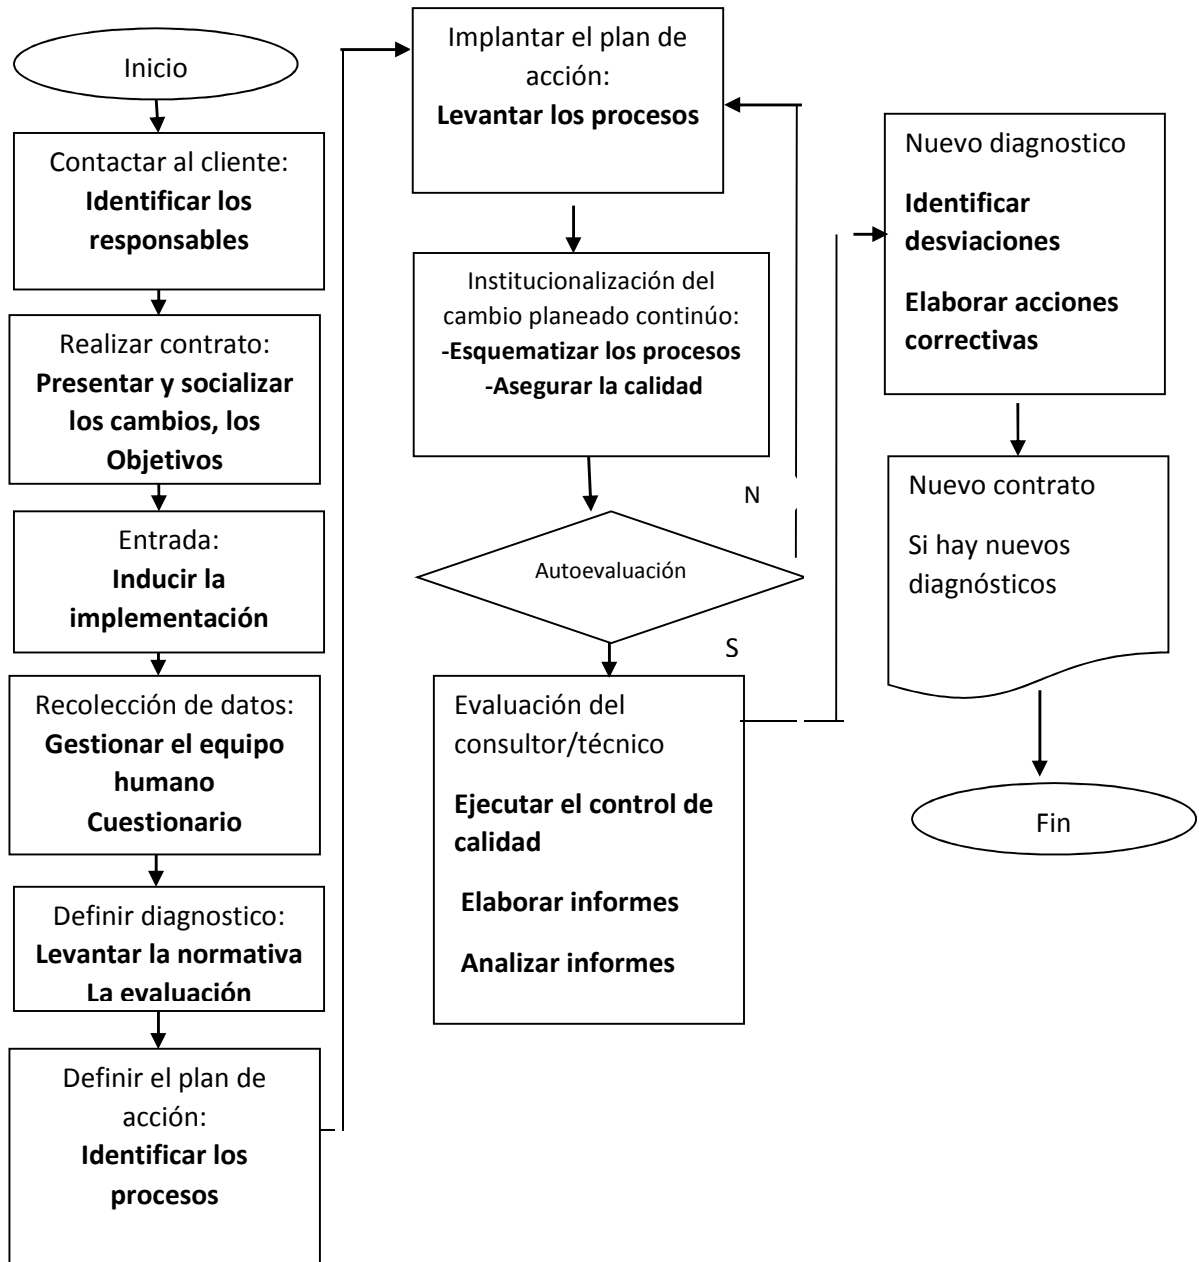 Inicio
Contactar al cliente:
Identificar los
responsables
Realizar contrato:
Presentar y socializar
los cambios, los
Objetivos
Entrada:
Inducir la
implementación
Recolección de datos:
Gestionar el equipo
humano
Cuestionario
Definir diagnostico:
Levantar la normativa
La evaluación
Definir el plan de
acción:
Identificar los
procesos
Implantar el plan de
acción:
Levantar los procesos
Institucionalización del
cambio planeado continúo:
-Esquematizar los procesos
-Asegurar la calidad
N
Autoevaluación
S
Evaluación del
consultor/técnico
Ejecutar el control de
calidad
Elaborar informes
Analizar informes
Nuevo diagnostico
Identificar
desviaciones
Elaborar acciones
correctivas
Nuevo contrato
Si hay nuevos
diagnósticos
Fin